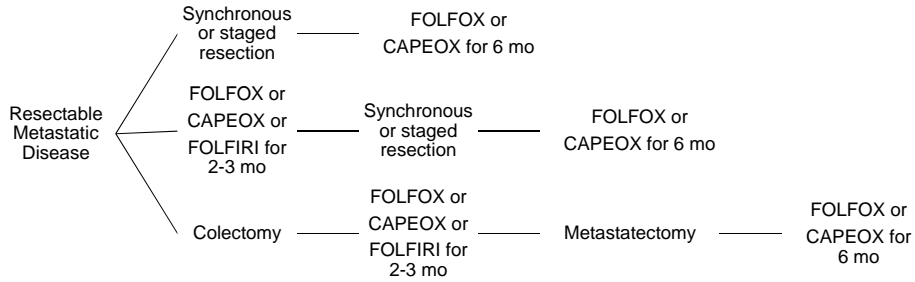 Synchronous
or staged
resection
FOLFOX or
CAPEOX for 6 mo
Resectable
Metastatic
Disease
FOLFOX or
CAPEOX or
FOLFIRI for
2-3 mo
Synchronous
or staged
resection
FOLFOX or
CAPEOX for 6 mo
Colectomy
FOLFOX or
CAPEOX or
FOLFIRI for
2-3 mo
Metastatectomy
FOLFOX or
CAPEOX for
6 mo